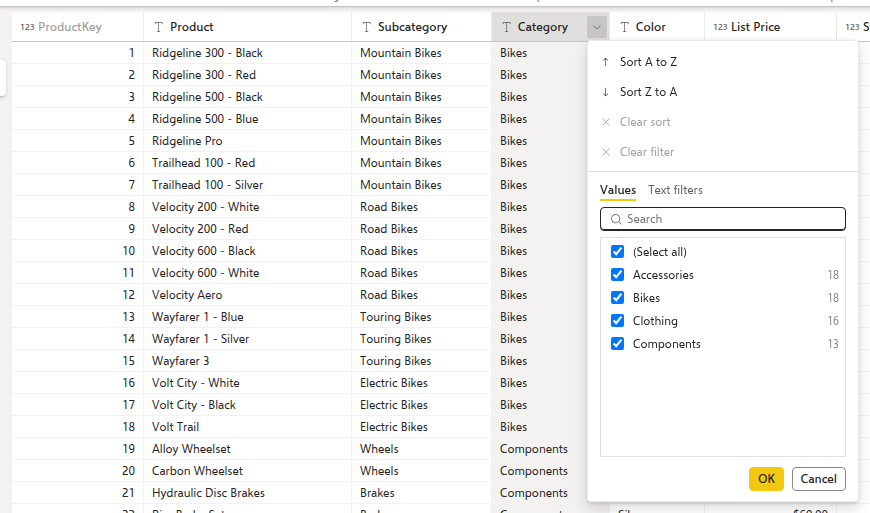 123 ProductKey T Product T Subcategory T Category T Color 123 List Price 123 S
1 Ridgeline 300 - Black Mountain Bikes Bikes
2 Ridgeline 300 - Red Mountain Bikes Bikes
3 Ridgeline 500 - Black Mountain Bikes Bikes
4 Ridgeline 500 - Blue Mountain Bikes Bikes
5 Ridgeline Pro Mountain Bikes Bikes
6 Trailhead 100 - Red Mountain Bikes Bikes
7 Trailhead 100 - Silver Mountain Bikes Bikes
8 Velocity 200 - White Road Bikes Bikes
9 Velocity 200 - Red Road Bikes Bikes
10 Velocity 600 - Black Road Bikes Bikes
11 Velocity 600 - White Road Bikes Bikes
12 Velocity Aero Road Bikes Bikes
13 Wayfarer 1 - Blue Touring Bikes Bikes
14 Wayfarer 1 - Silver Touring Bikes Bikes
15 Wayfarer 3 Touring Bikes Bikes
16 Volt City - White Electric Bikes Bikes
17 Volt City - Black Electric Bikes Bikes
18 Volt Trail Electric Bikes Bikes
19 Alloy Wheelset Wheels Components
20 Carbon Wheelset Wheels Components
21 Hydraulic Disc Brakes Brakes Components
Sort A to Z
Sort Z to A
Clear sort
Clear filter
Values Text filters
Search
(Select all)
Accessories 18
Bikes 18
Clothing 16
Components 13
OK Cancel